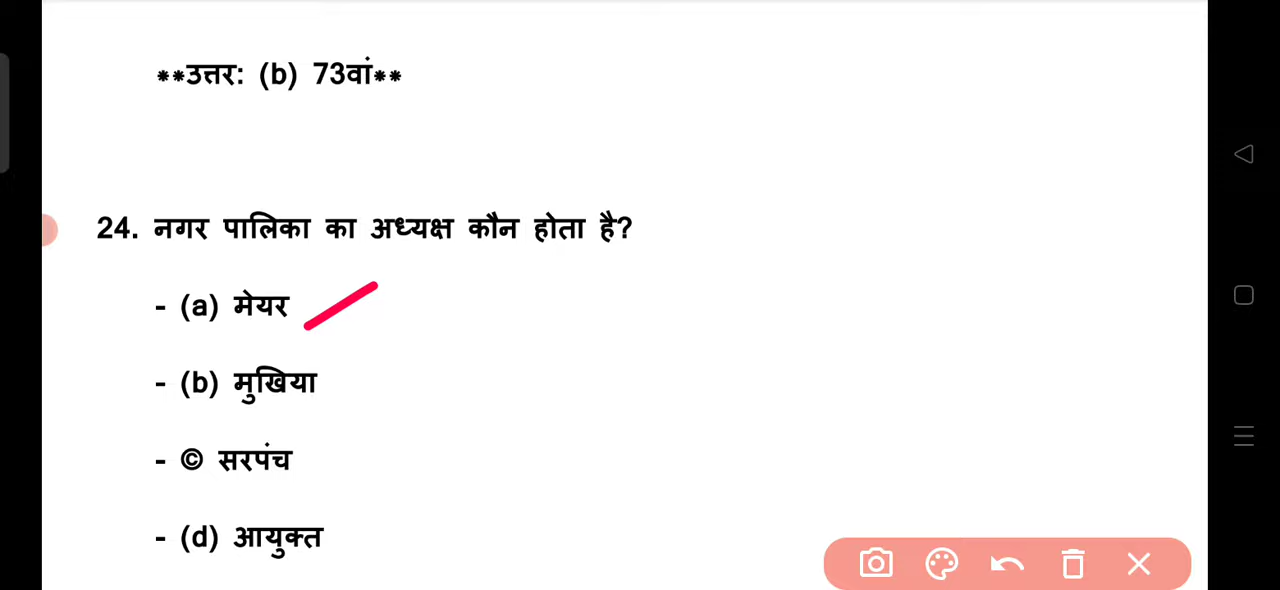 **उत्तर: (b) 73वां**
24. नगर पालिका का अध्यक्ष कौन होता है?
- (a) मेयर
- (b) मुखिया
- © सरपंच
- (d) आयुक्त